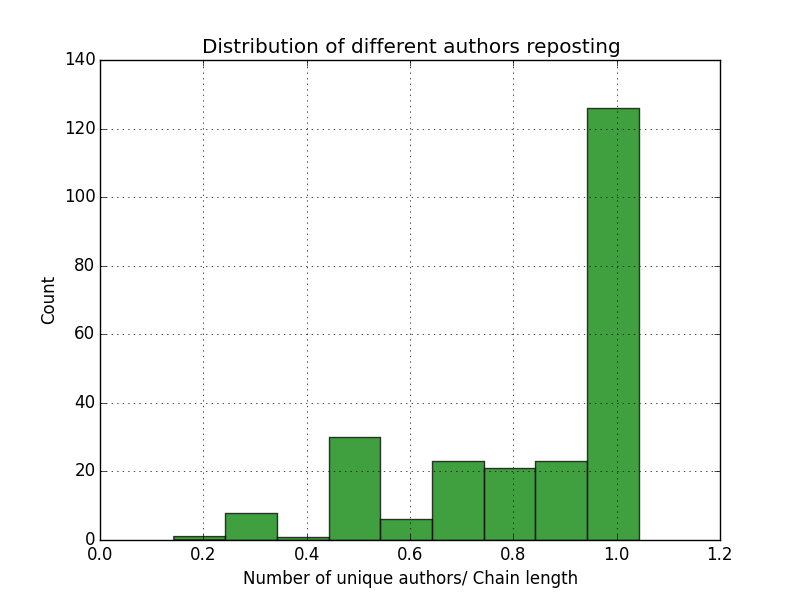 Distribution of different authors reposting
140
120
100
80
60
40
20
0
Count
0.0 0.2 0.4 0.6 0.8 1.0 1.2
Number of unique authors/ Chain length